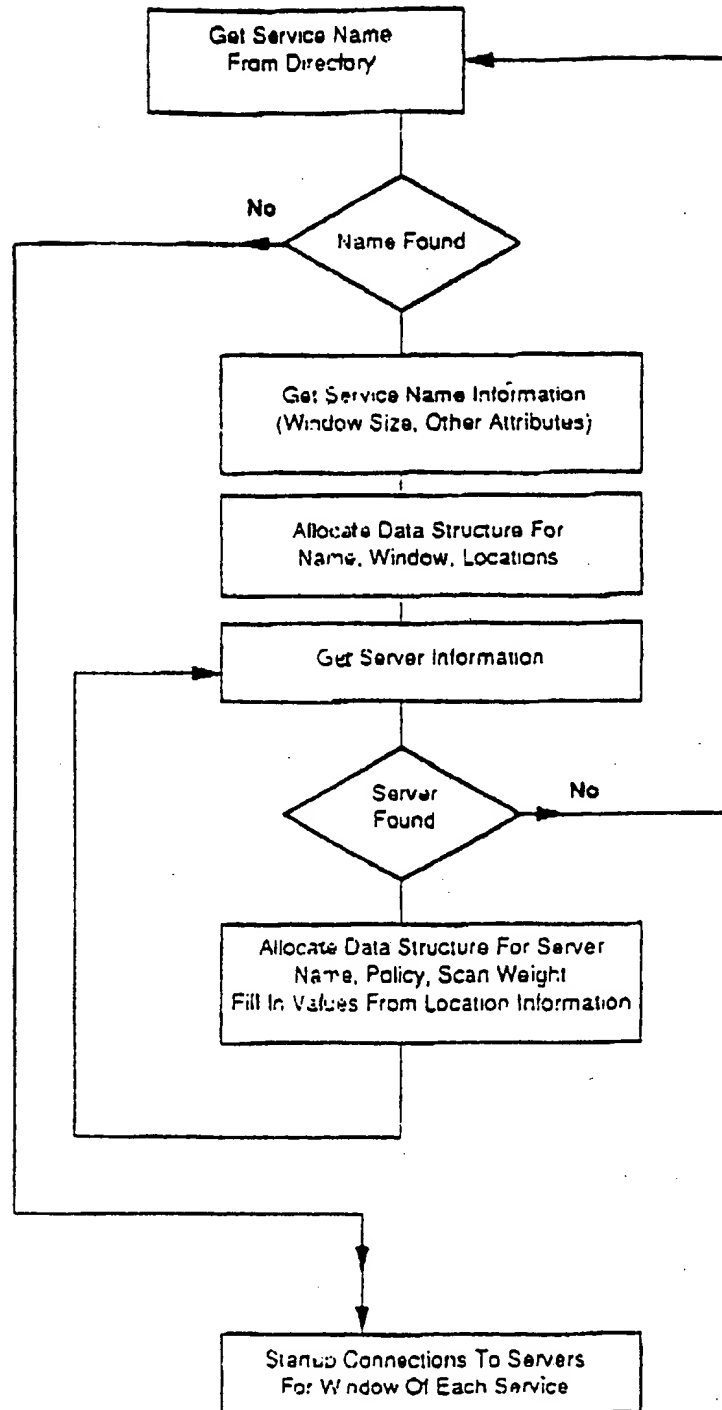 Get Service Name
From Directory
No
Name Found
Get Service Name Information
(Window Size, Other Attributes)
Allocate Data Structure For
Name, Window, Locations
Get Server Information
Server
Found
No
Allocate Data Structure For Server
Name, Policy, Scan Weight
Fill In Values From Location Information
Startup Connections To Servers
For Window Of Each Service